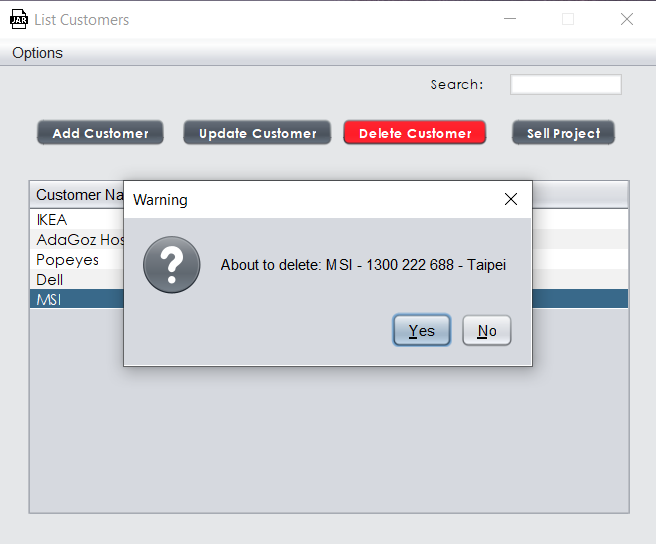 JAR List Customers
Options
Search:
Add Customer Update Customer Delete Customer Sell Project
Customer Na
Warning
IKEA
AdaGoz Hos
Popeyes
Dell
MSI
? About to delete: MSI - 1300 222 688 - Taipei
Yes No